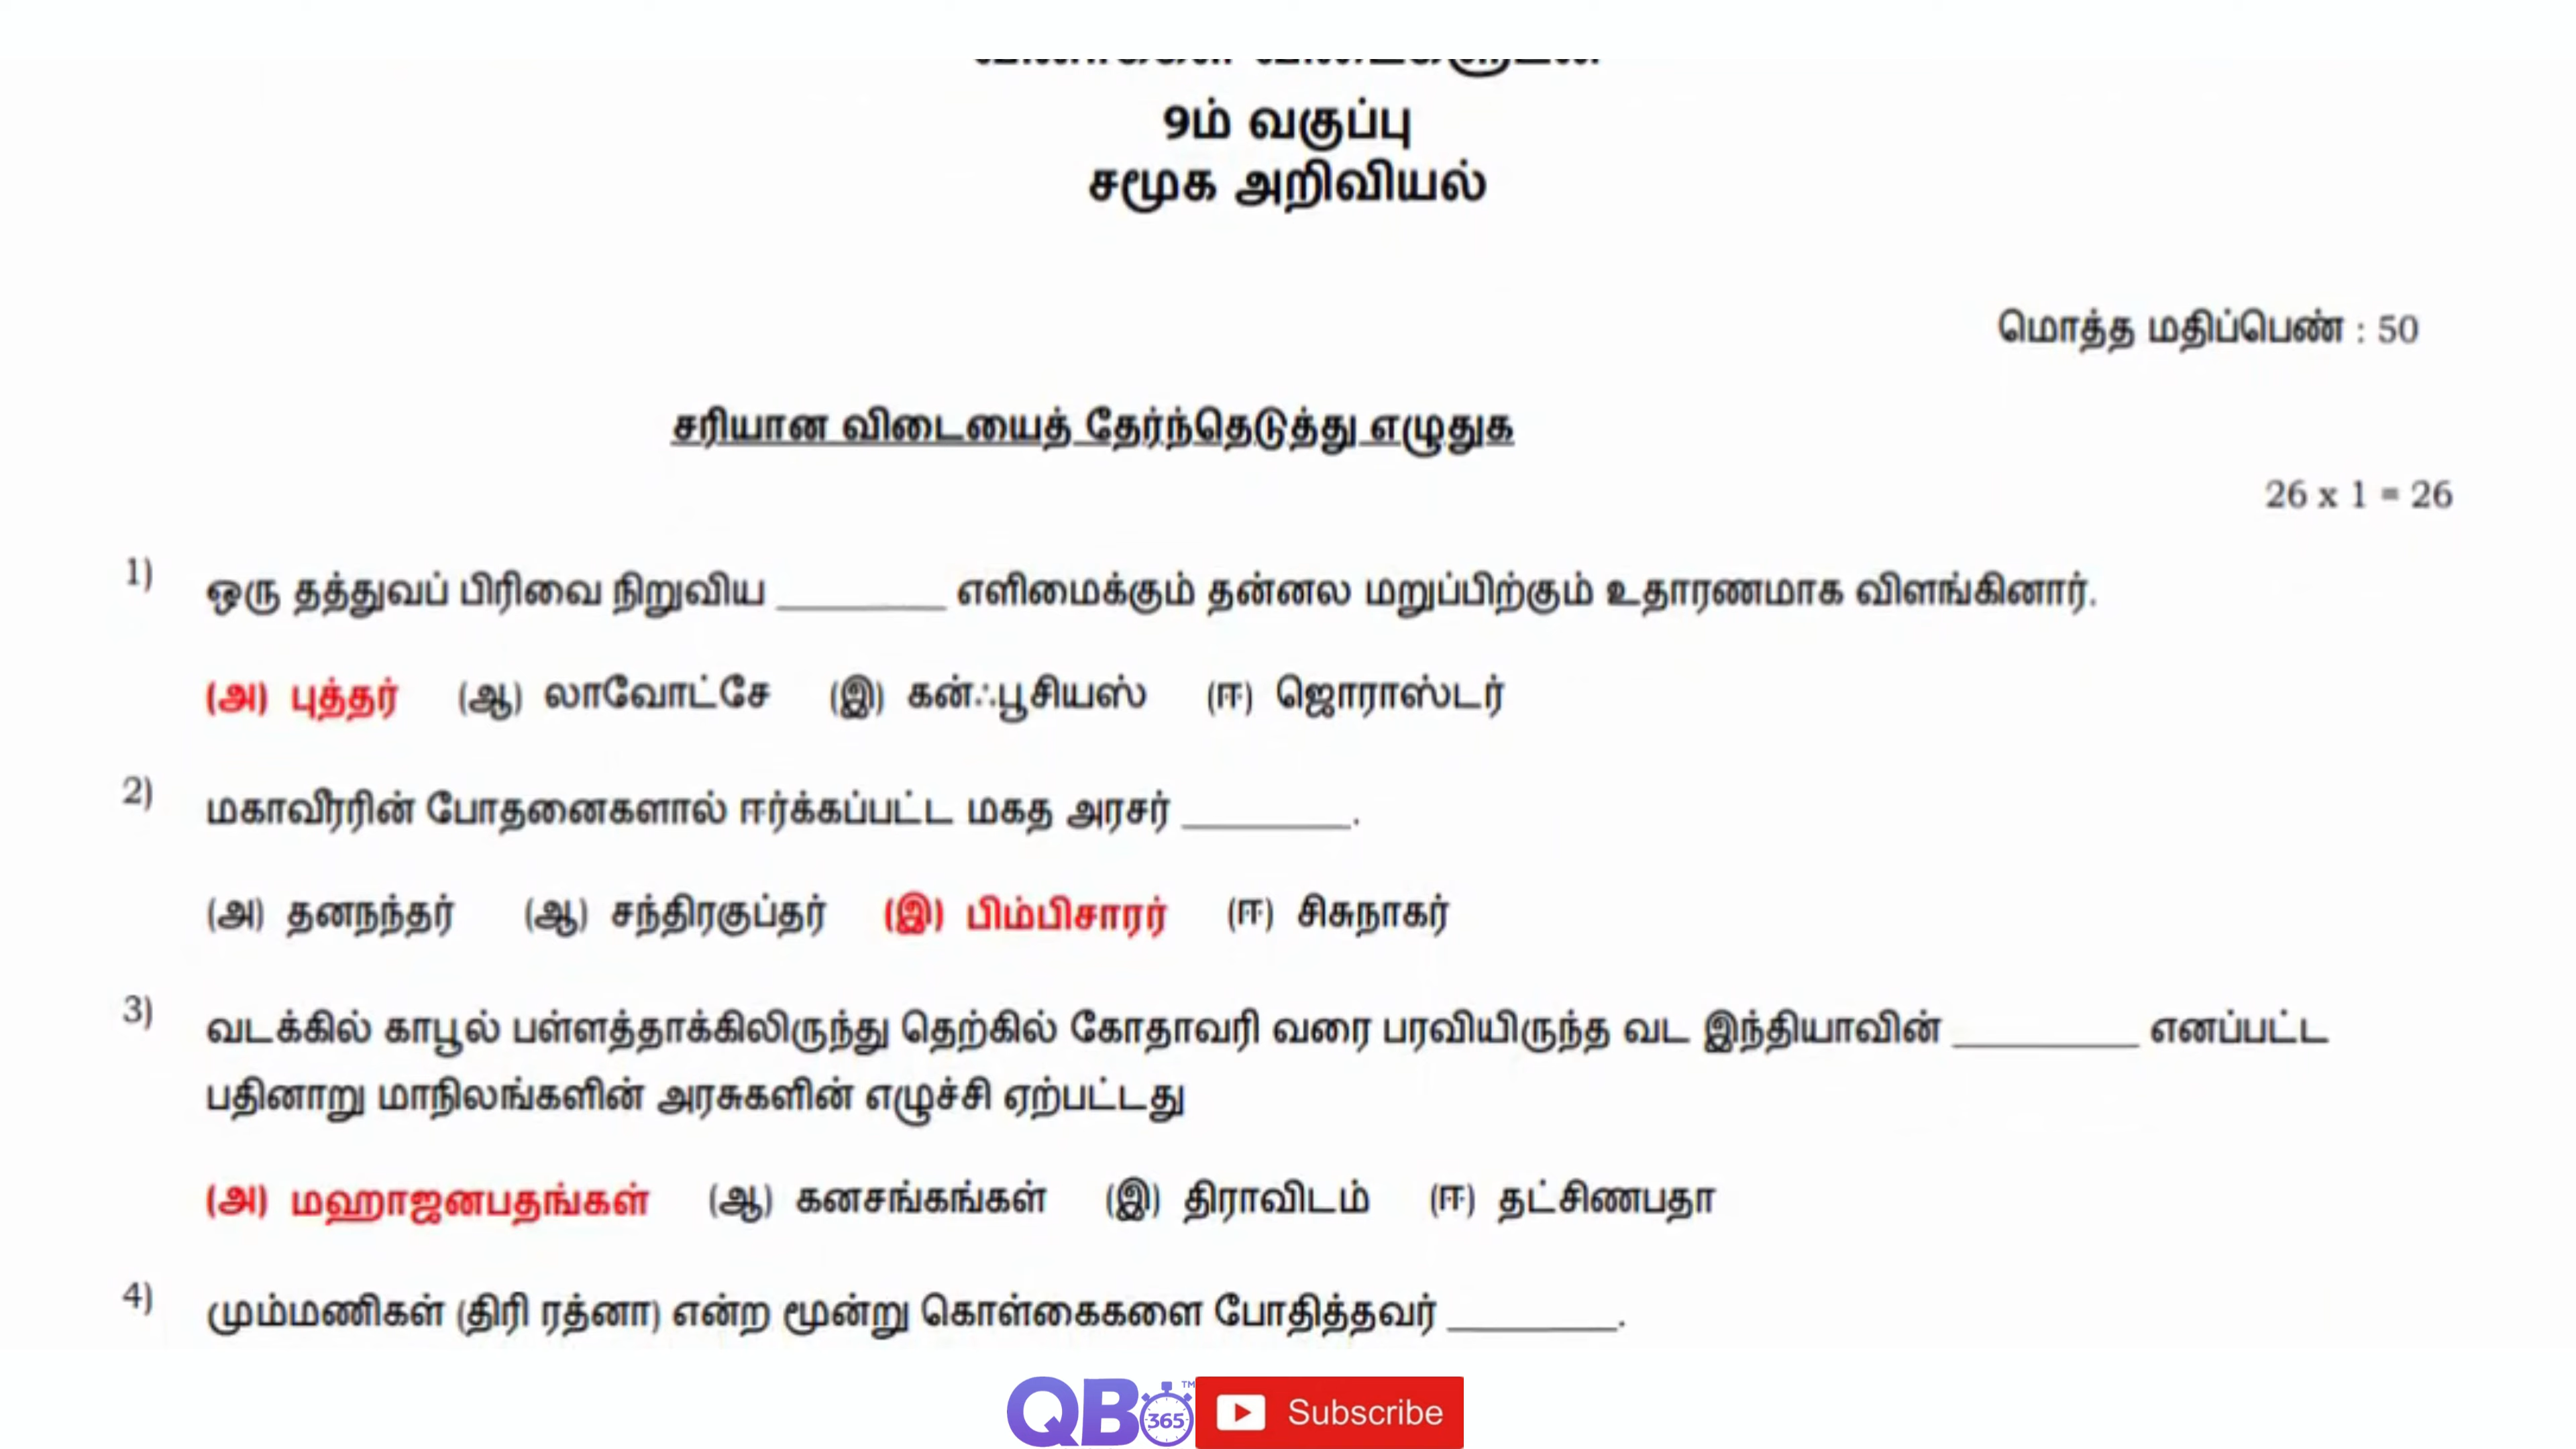 9ம் வகுப்பு
சமூக அறிவியல்
மொத்த மதிப்பெண் : 50
சரியான விடையைத் தேர்ந்தெடுத்து எழுதுக
26 x 1 = 26
1) ஒரு தத்துவப் பிரிவை நிறுவிய ________ எளிமைக்கும் தன்னல மறுப்பிற்கும் உதாரணமாக விளங்கினார்.
(அ) புத்தர் (ஆ) லாவோட்சே (இ) கன்ஃபூசியஸ் (ஈ) ஜொராஸ்டர்
2) மகாவீரரின் போதனைகளால் ஈர்க்கப்பட்ட மகத அரசர் ________.
(அ) தனநந்தர் (ஆ) சந்திரகுப்தர் (இ) பிம்பிசாரர் (ஈ) சிசுநாகர்
3) வடக்கில் காபூல் பள்ளத்தாக்கிலிருந்து தெற்கில் கோதாவரி வரை பரவியிருந்த வட இந்தியாவின் ________ எனப்பட்ட
பதினாறு மாநிலங்களின் அரசுகளின் எழுச்சி ஏற்பட்டது
(அ) மஹாஜனபதங்கள் (ஆ) கனசங்கங்கள் (இ) திராவிடம் (ஈ) தட்சிணபதா
4) மும்மணிகள் (திரி ரத்னா) என்ற மூன்று கொள்கைகளை போதித்தவர் ________.
QB 365 ™ Subscribe